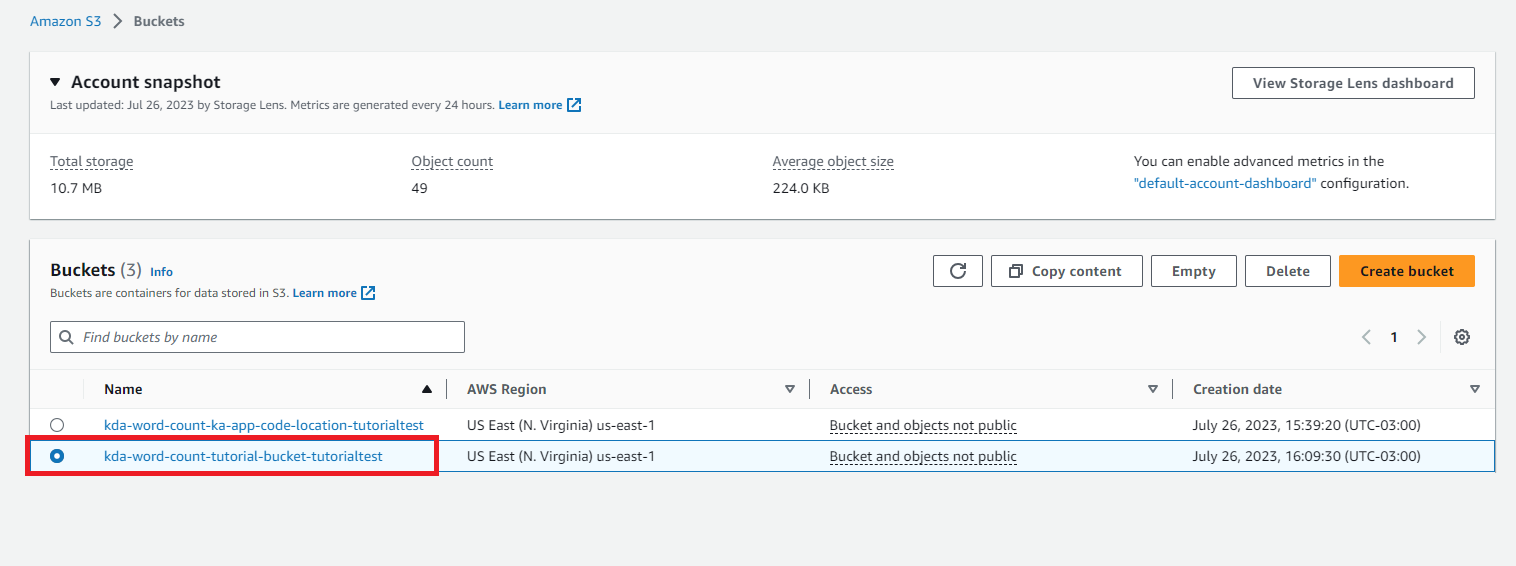 Amazon S3 > Buckets
Account snapshot
View Storage Lens dashboard
Last updated: Jul 26, 2023 by Storage Lens. Metrics are generated every 24 hours. Learn more
Total storage
10.7 MB
Object count
49
Average object size
224.0 KB
You can enable advanced metrics in the
"default-account-dashboard" configuration.
Buckets (3) Info
Buckets are containers for data stored in S3. Learn more
Copy content
Empty
Delete
Create bucket
Find buckets by name
1
Name AWS Region Access Creation date
kda-word-count-ka-app-code-location-tutorialtest US East (N. Virginia) us-east-1 Bucket and objects not public July 26, 2023, 15:39:20 (UTC-03:00)
kda-word-count-tutorial-bucket-tutorialtest US East (N. Virginia) us-east-1 Bucket and objects not public July 26, 2023, 16:09:30 (UTC-03:00)